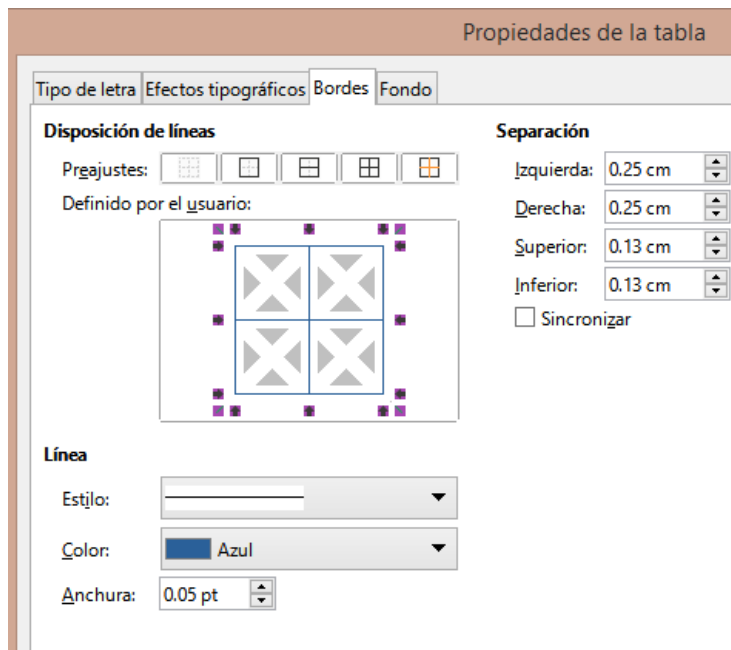 Propiedades de la tabla
Tipo de letra Efectos tipográficos Bordes Fondo
Disposición de líneas
Preajustes:
Definido por el usuario:
Separación
Izquierda: 0.25 cm
Derecha: 0.25 cm
Superior: 0.13 cm
Inferior: 0.13 cm
Sincronizar
Línea
Estilo:
Color: Azul
Anchura: 0.05 pt